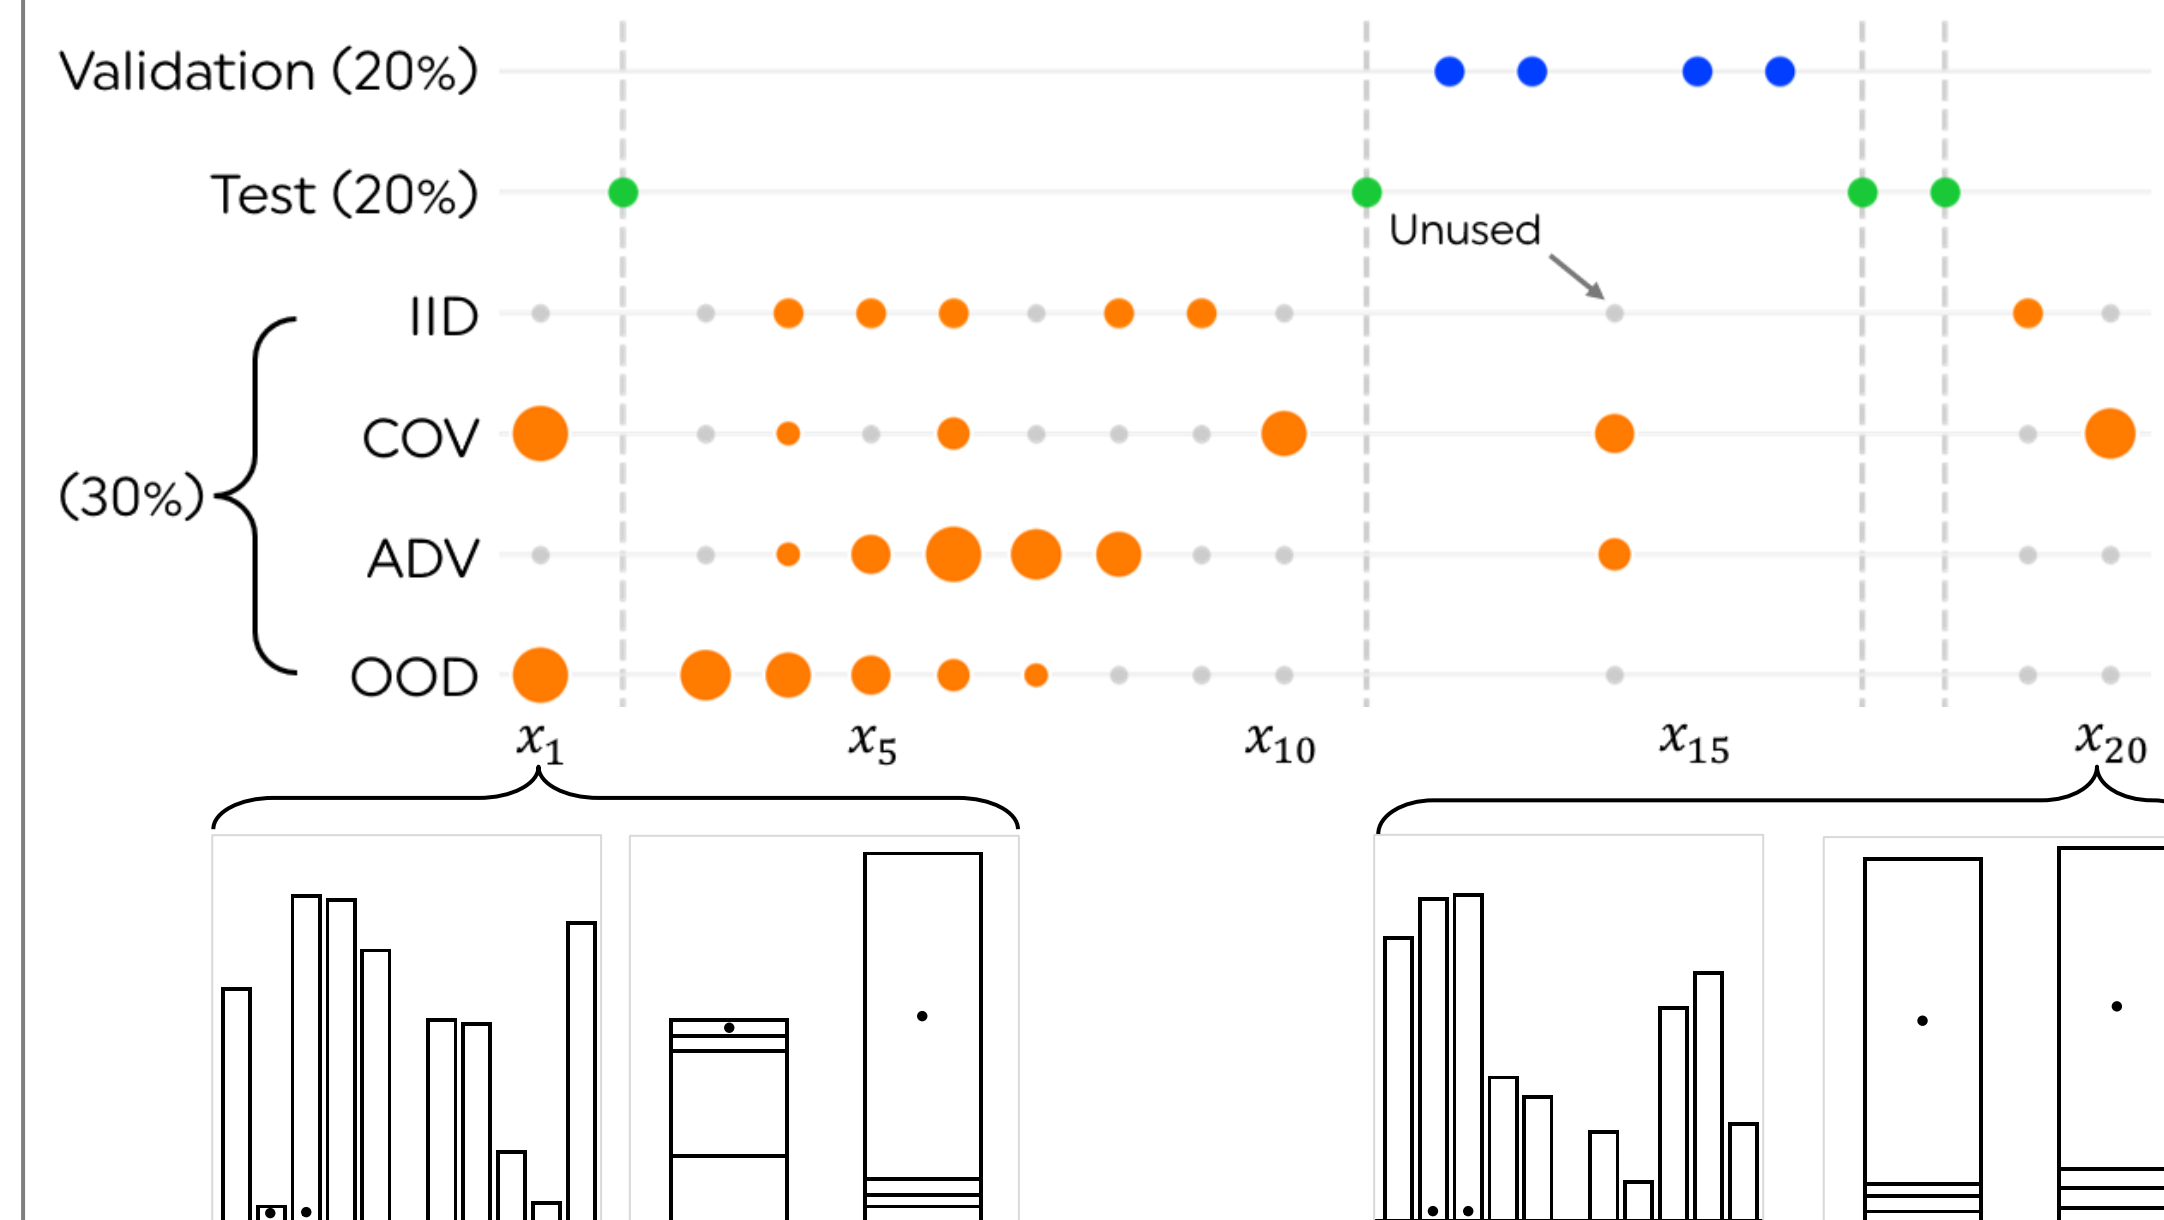 Validation (20%)
Test (20%)
Unused
IID
COV
(30%)
ADV
OOD
x₁ x₅ x₁₀ x₁₅ x₂₀